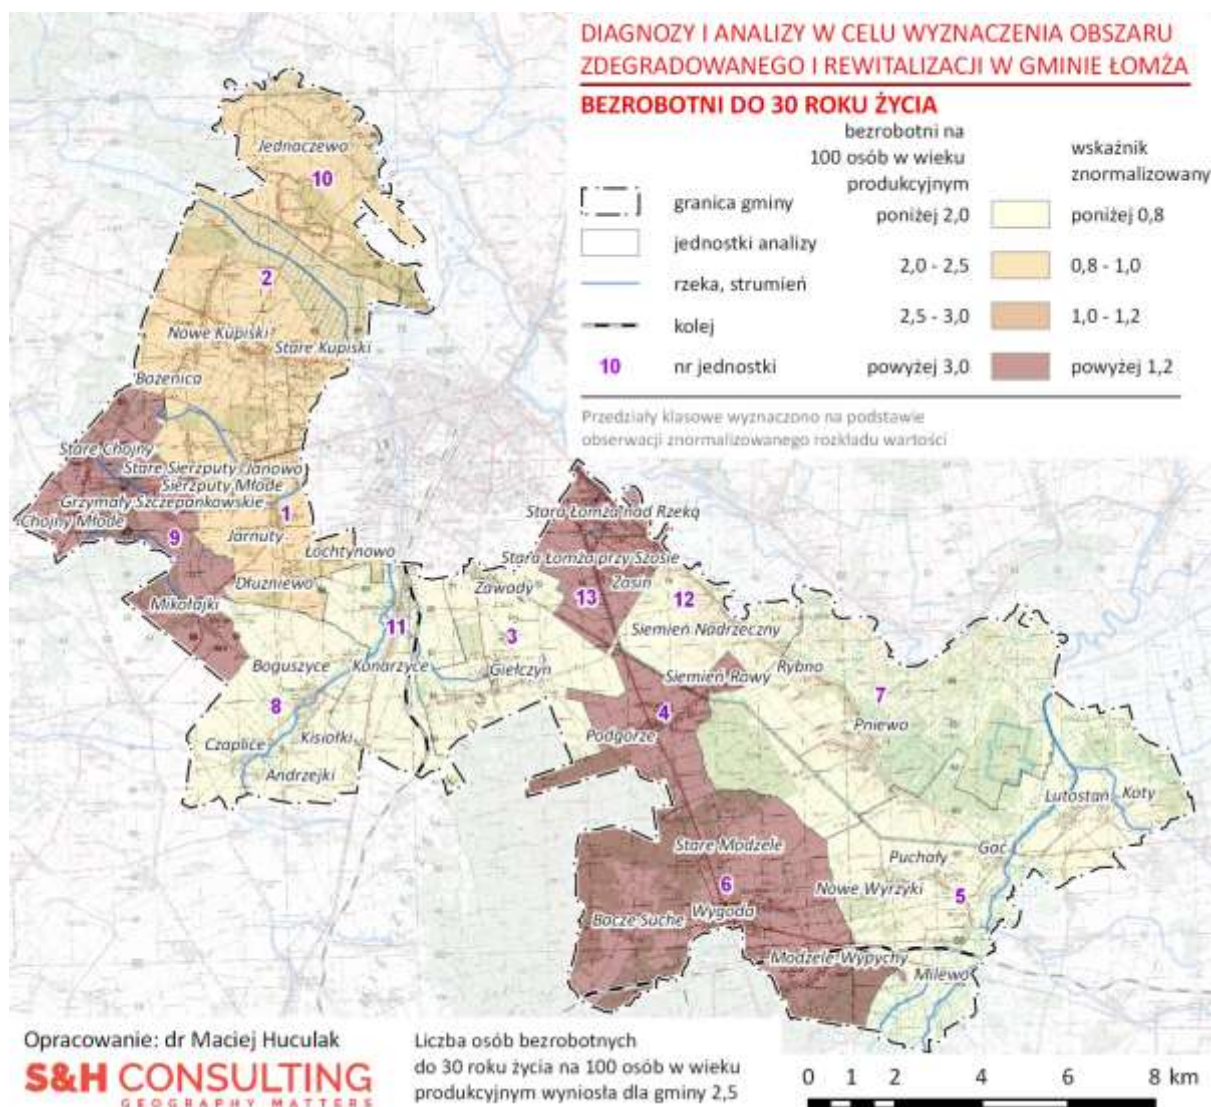 DIAGNOZY I ANALIZY W CELU WYZNACZENIA OBSZARU
ZDEGRADOWANEGO I REWITALIZACJI W GMINIE ŁOMŻA
BEZROBOTNI DO 30 ROKU ŻYCIA
bezrobotni na
100 osób w wieku
produkcyjnym
wskaźnik
znormalizowany
granica gminy
poniżej 2,0
poniżej 0,8
jednostki analizy
2,0 - 2,5
0,8 - 1,0
rzeka, strumień
2,5 - 3,0
1,0 - 1,2
kolej
10
nr jednostki
powyżej 3,0
powyżej 1,2
Przedziały klasowe wyznaczono na podstawie
obserwacji znormalizowanego rozkładu wartości
Jednaczewo
10
2
Nowe Kupiski
Stare Kupiski
Bożenica
Stare Chojny
Stare Sierzputy
Janowo
Sierzputy Młode
Grzymały Szczepankowskie
1
Chojny Młode
9
Jarnuty
Łochtynowo
Dłużniewo
Mikołajki
Stara Łomża nad Rzeką
Stara Łomża przy Szosie
Zawady
Zosin
13
12
11
3
Siemień Nadrzeczny
Boguszyce
Konarzyce
Giełczyn
Siemień Rowy
Rybno
7
8
4
Pniewo
Czaplice
Kisiołki
Podgórze
Andrzejki
Lutostań
Koty
Stare Modzele
Gać
Puchały
6
Nowe Wyrzyki
5
Bacze Suche
Wygoda
Modzele Wypychy
Milewo
Opracowanie: dr Maciej Huculak
S&H CONSULTING
GEOGRAPHY MATTERS
Liczba osób bezrobotnych
do 30 roku życia na 100 osób w wieku
produkcyjnym wyniosła dla gminy 2,5
0 1 2 4 6 8 km